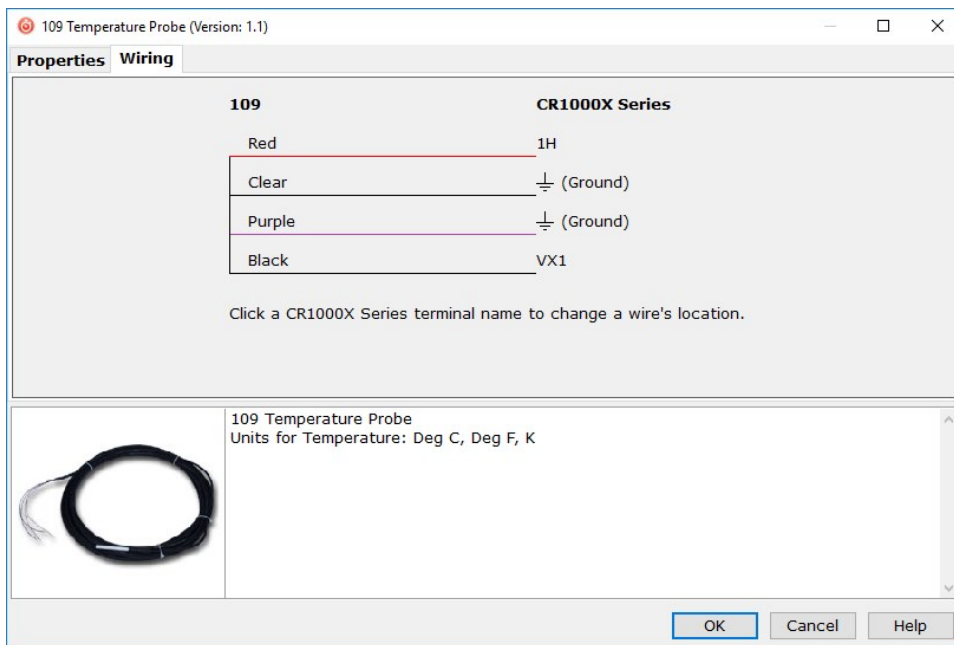 109 Temperature Probe (Version: 1.1)
Properties Wiring
109 CR1000X Series
Red 1H
Clear ⏚ (Ground)
Purple ⏚ (Ground)
Black VX1
Click a CR1000X Series terminal name to change a wire's location.
109 Temperature Probe
Units for Temperature: Deg C, Deg F, K
OK Cancel Help